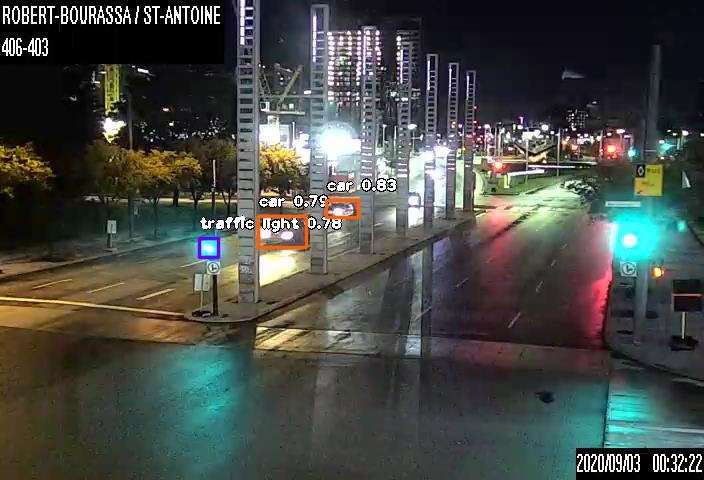 ROBERT-BOURASSA / ST-ANTOINE
406-403
car 0.83
car 0.79
traffic light 0.78
2020/09/03 00:32:22